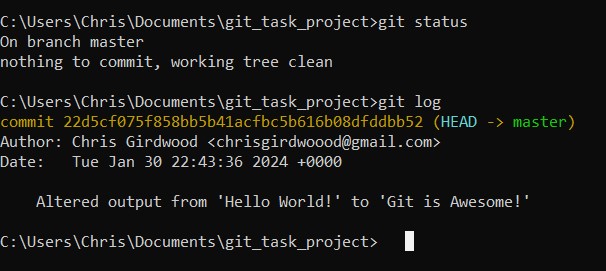 C:\Users\Chris\Documents\git_task_project>git status
On branch master
nothing to commit, working tree clean
C:\Users\Chris\Documents\git_task_project>git log
commit 22d5cf075f858bb5b41acfbc5b616b08dfddbb52 (HEAD -> master)
Author: Chris Girdwood <chrisgirdwoood@gmail.com>
Date:   Tue Jan 30 22:43:36 2024 +0000
    Altered output from 'Hello World!' to 'Git is Awesome!'
C:\Users\Chris\Documents\git_task_project>